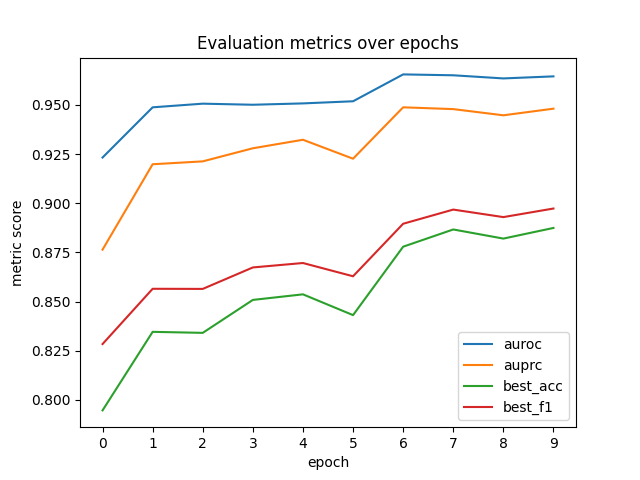 Evaluation metrics over epochs
metric score
0.950
0.925
0.900
0.875
0.850
0.825
0.800
auroc
auprc
best_acc
best_f1
0 1 2 3 4 5 6 7 8 9
epoch